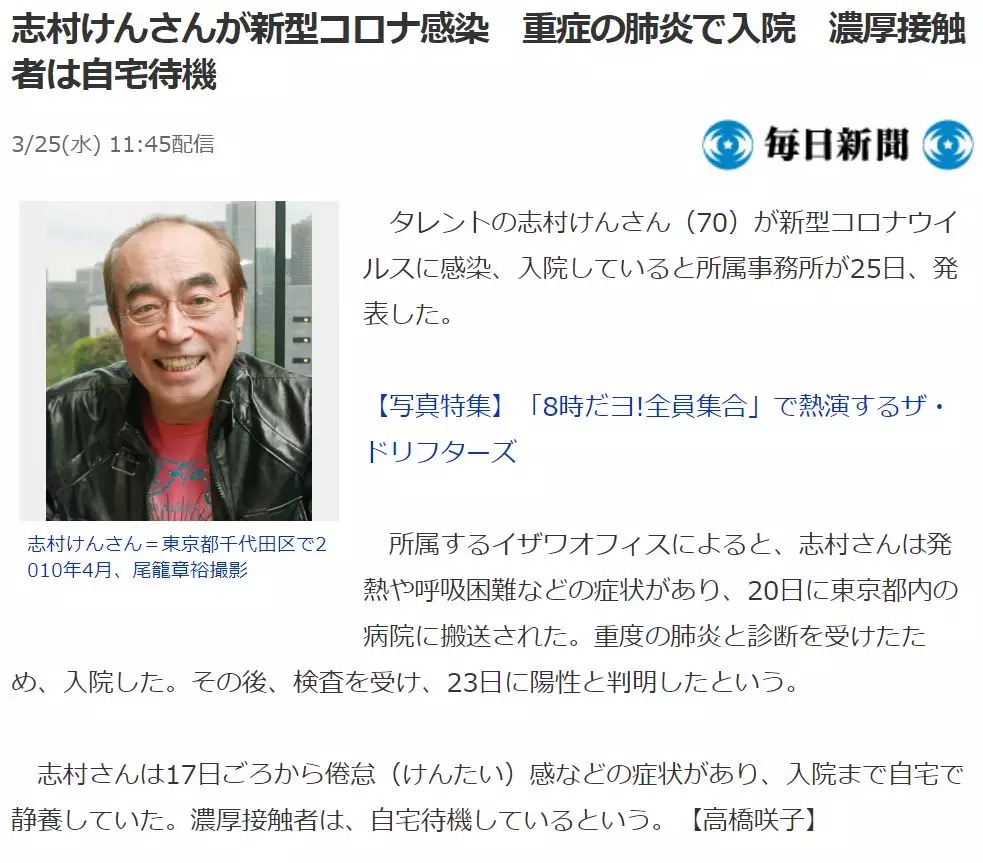 志村けんさんが新型コロナ感染　重症の肺炎で入院　濃厚接触
者は自宅待機
3/25(水) 11:45配信
毎日新聞
タレントの志村けんさん（70）が新型コロナウイ
ルスに感染、入院していると所属事務所が25日、発
表した。
【写真特集】「8時だヨ!全員集合」で熱演するザ・
ドリフターズ
志村けんさん＝東京都千代田区で2
010年4月、尾籠章裕撮影
所属するイザワオフィスによると、志村さんは発
熱や呼吸困難などの症状があり、20日に東京都内の
病院に搬送された。重度の肺炎と診断を受けたた
め、入院した。その後、検査を受け、23日に陽性と判明したという。
志村さんは17日ごろから倦怠（けんたい）感などの症状があり、入院まで自宅で
静養していた。濃厚接触者は、自宅待機しているという。【高橋咲子】